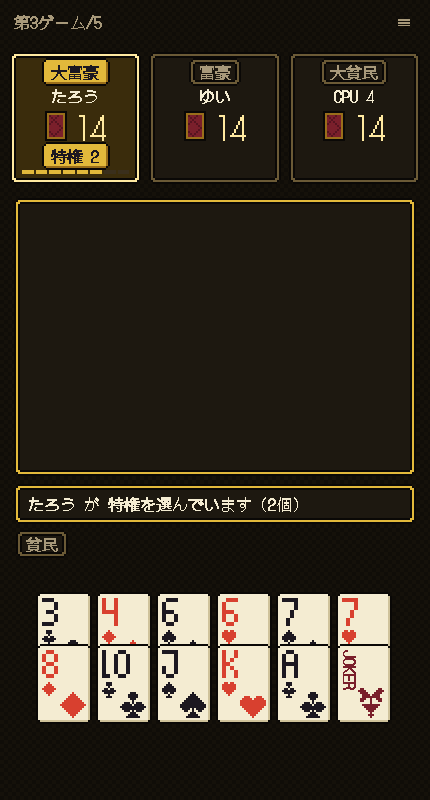 第3ゲーム/5
≡
大富豪
富豪
大貧民
たろう
ゆい
CPU 4
14
14
14
特権 2
たろう が 特権を選んでいます（2個）
貧民
3 4 6 6 7 7
8 10 J K A JOKER